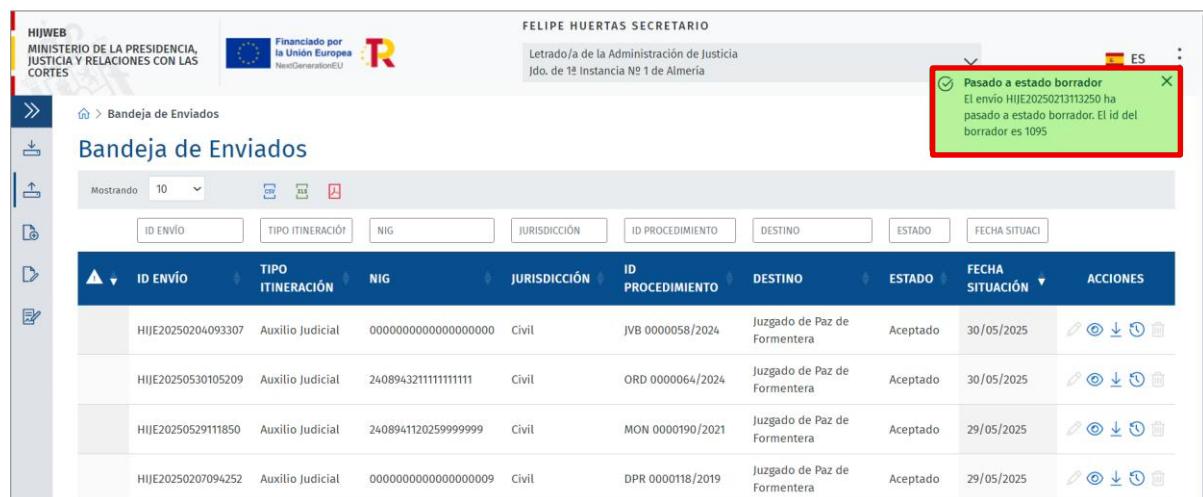 HIJWEB
MINISTERIO DE LA PRESIDENCIA,
JUSTICIA Y RELACIONES CON LAS
CORTES
Financiado por
la Unión Europea
NextGenerationEU
FELIPE HUERTAS SECRETARIO
Letrado/a de la Administración de Justicia
Jdo. de 1ª Instancia Nº 1 de Almería
ES
Pasado a estado borrador
El envío HIJE20250213113250 ha
pasado a estado borrador. El id del
borrador es 1095
> Bandeja de Enviados
Bandeja de Enviados
Mostrando 10 CSV XLS
ID ENVÍO TIPO ITINERACIÓN NIG JURISDICCIÓN ID PROCEDIMIENTO DESTINO ESTADO FECHA SITUACI
ID ENVÍO TIPO ITINERACIÓN NIG JURISDICCIÓN ID PROCEDIMIENTO DESTINO ESTADO FECHA SITUACIÓN ACCIONES
HIJE20250204093307 Auxilio Judicial 0000000000000000000 Civil JVB 0000058/2024 Juzgado de Paz de Formentera Aceptado 30/05/2025
HIJE20250530105209 Auxilio Judicial 2408943211111111111 Civil ORD 0000064/2024 Juzgado de Paz de Formentera Aceptado 30/05/2025
HIJE20250529111850 Auxilio Judicial 2408941120259999999 Civil MON 0000190/2021 Juzgado de Paz de Formentera Aceptado 29/05/2025
HIJE20250207094252 Auxilio Judicial 0000000000000000009 Civil DPR 0000118/2019 Juzgado de Paz de Formentera Aceptado 29/05/2025